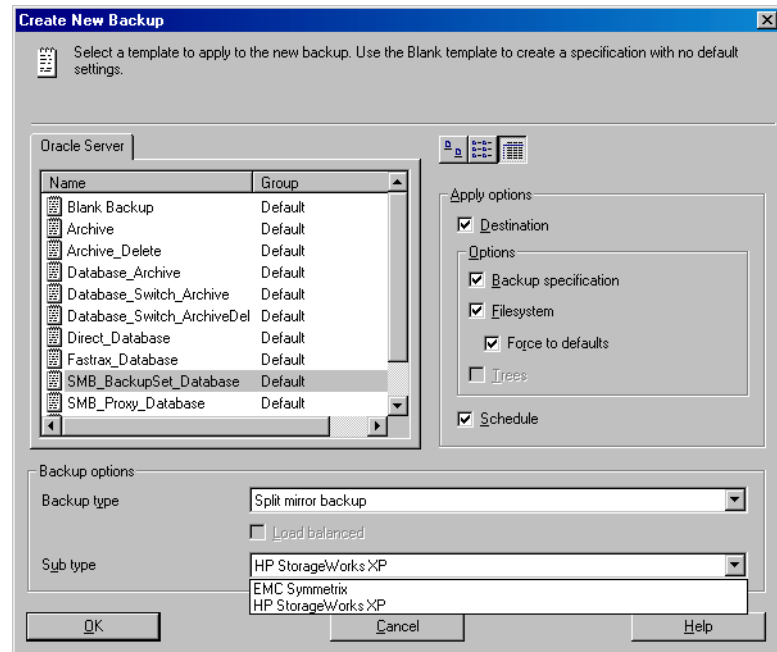 Create New Backup
Select a template to apply to the new backup. Use the Blank template to create a specification with no default
settings.
Oracle Server
Name Group
Blank Backup Default
Archive Default
Archive_Delete Default
Database_Archive Default
Database_Switch_Archive Default
Database_Switch_ArchiveDel Default
Direct_Database Default
Fastrax_Database Default
SMB_BackupSet_Database Default
SMB_Proxy_Database Default
Apply options
Destination
Options
Backup specification
Filesystem
Force to defaults
Trees
Schedule
Backup options
Backup type Split mirror backup
Load balanced
Sub type HP StorageWorks XP
EMC Symmetrix
HP StorageWorks XP
OK Cancel Help